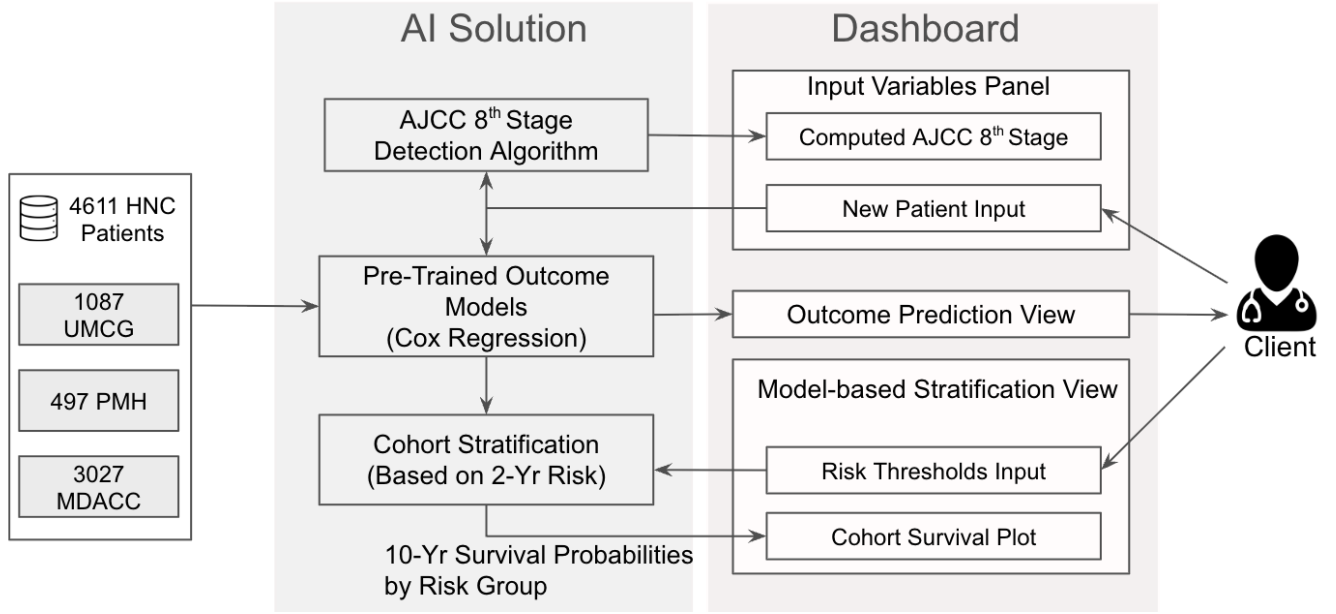 AI Solution
Dashboard
4611 HNC
Patients
1087
UMCG
497 PMH
3027
MDACC
AJCC 8th Stage
Detection Algorithm
Pre-Trained Outcome
Models
(Cox Regression)
Cohort Stratification
(Based on 2-Yr Risk)
10-Yr Survival Probabilities
by Risk Group
Input Variables Panel
Computed AJCC 8th Stage
New Patient Input
Outcome Prediction View
Model-based Stratification View
Risk Thresholds Input
Cohort Survival Plot
Client